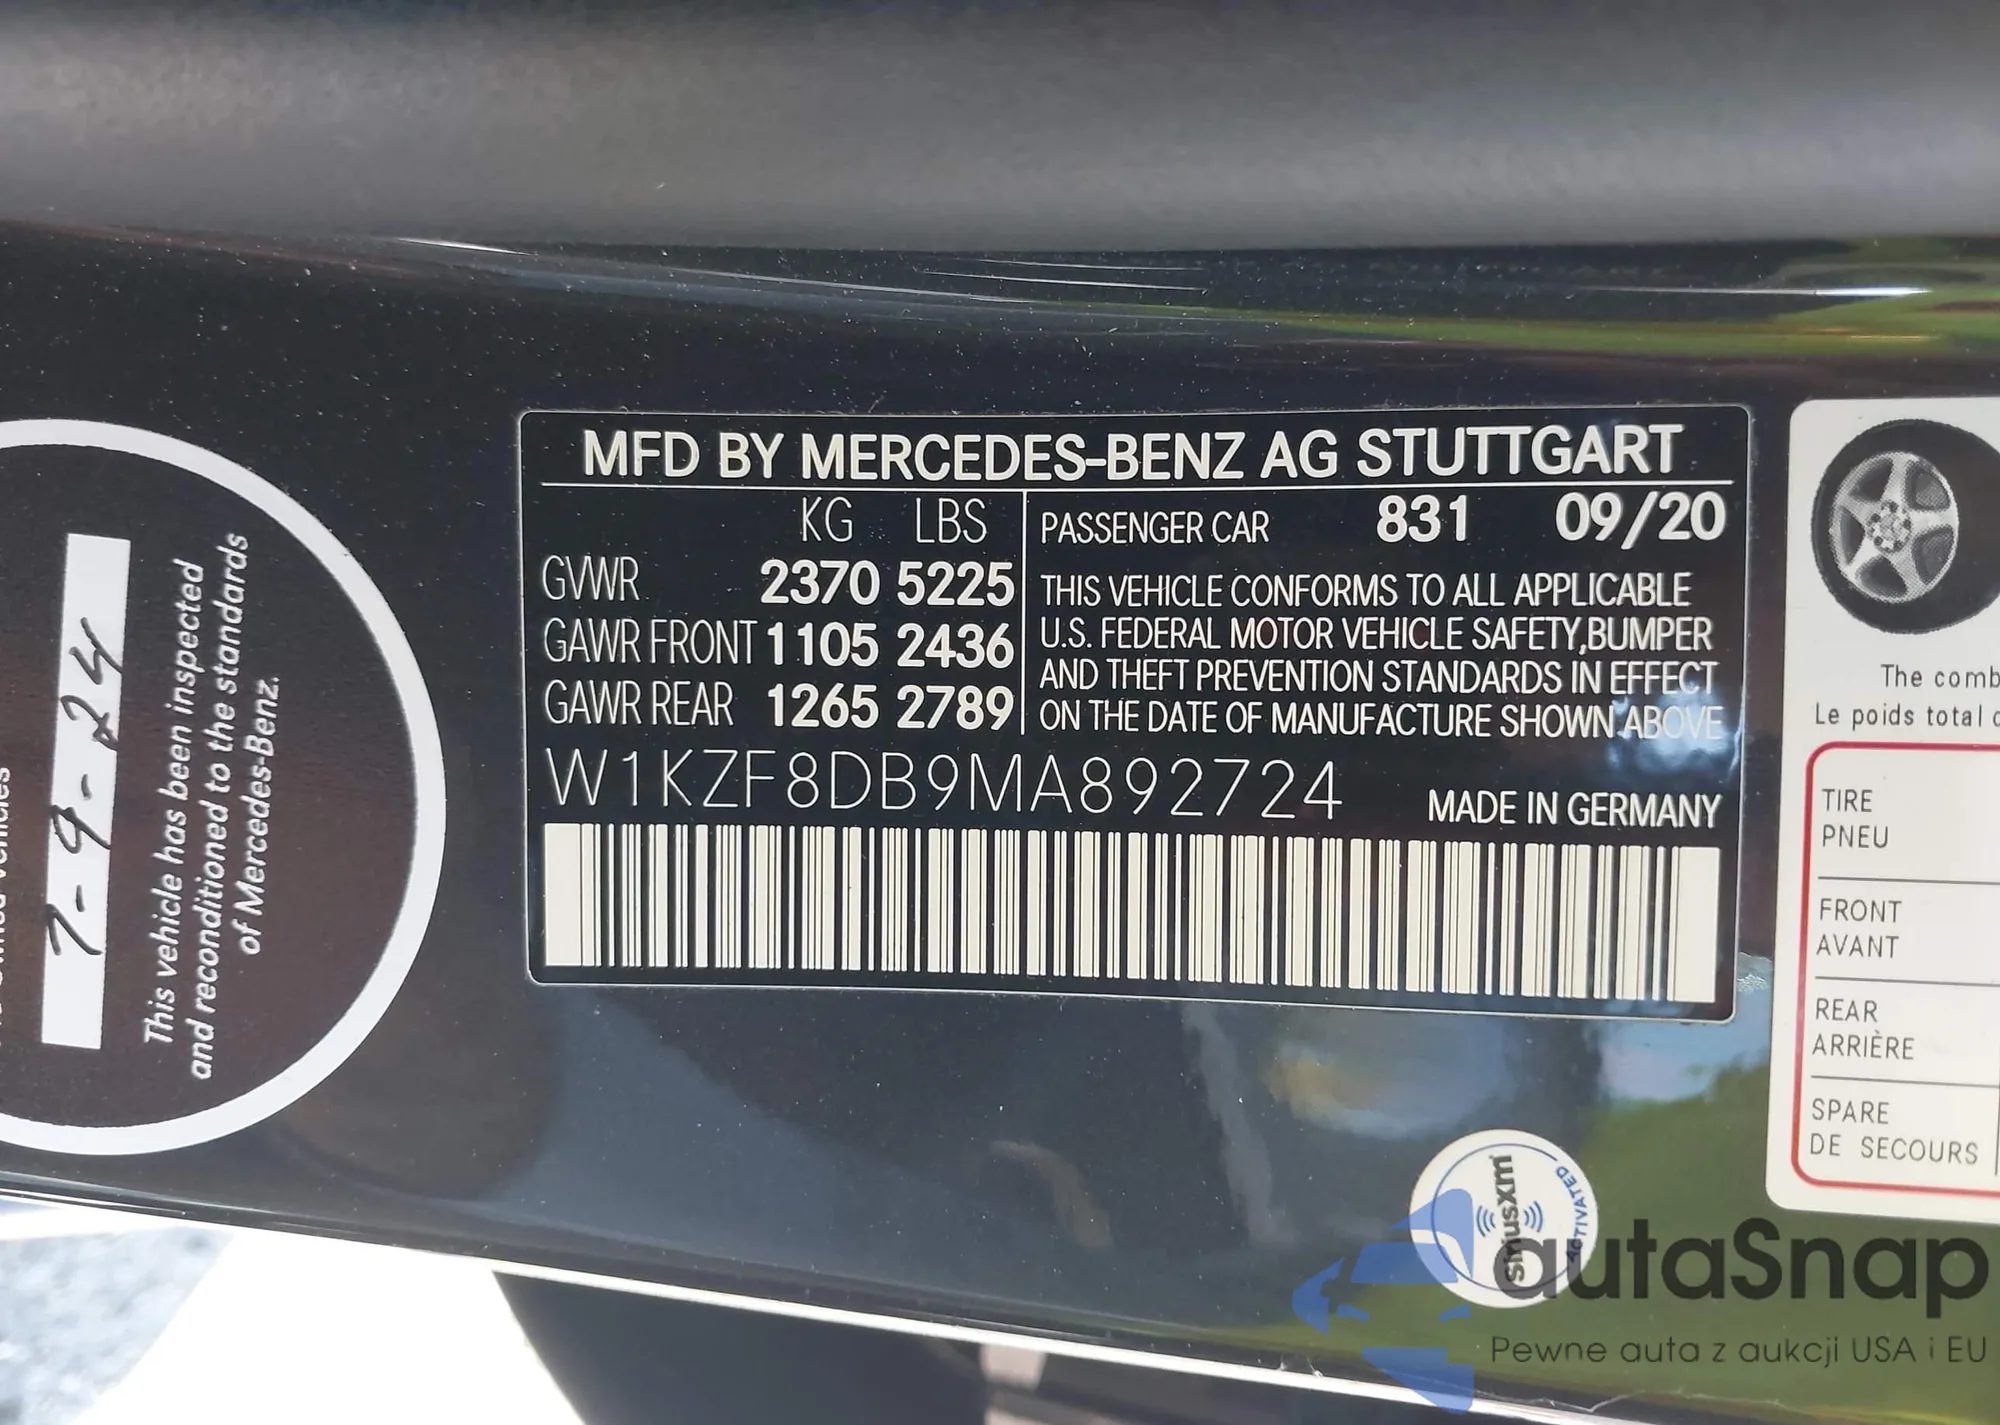 7-9-24
This vehicle has been inspected
and reconditioned to the standards
of Mercedes-Benz.
MFD BY MERCEDES-BENZ AG STUTTGART
KG LBS
GVWR 2370 5225
GAWR FRONT 1105 2436
GAWR REAR 1265 2789
PASSENGER CAR 831 09/20
THIS VEHICLE CONFORMS TO ALL APPLICABLE
U.S. FEDERAL MOTOR VEHICLE SAFETY,BUMPER
AND THEFT PREVENTION STANDARDS IN EFFECT
ON THE DATE OF MANUFACTURE SHOWN ABOVE
W1KZF8DB9MA892724
MADE IN GERMANY
The comb
Le poids total
TIRE
PNEU
FRONT
AVANT
REAR
ARRIÈRE
SPARE
DE SECOURS
SiriusXM
ACTIVATED
autaSnap
Pewne auta z aukcji USA i EU